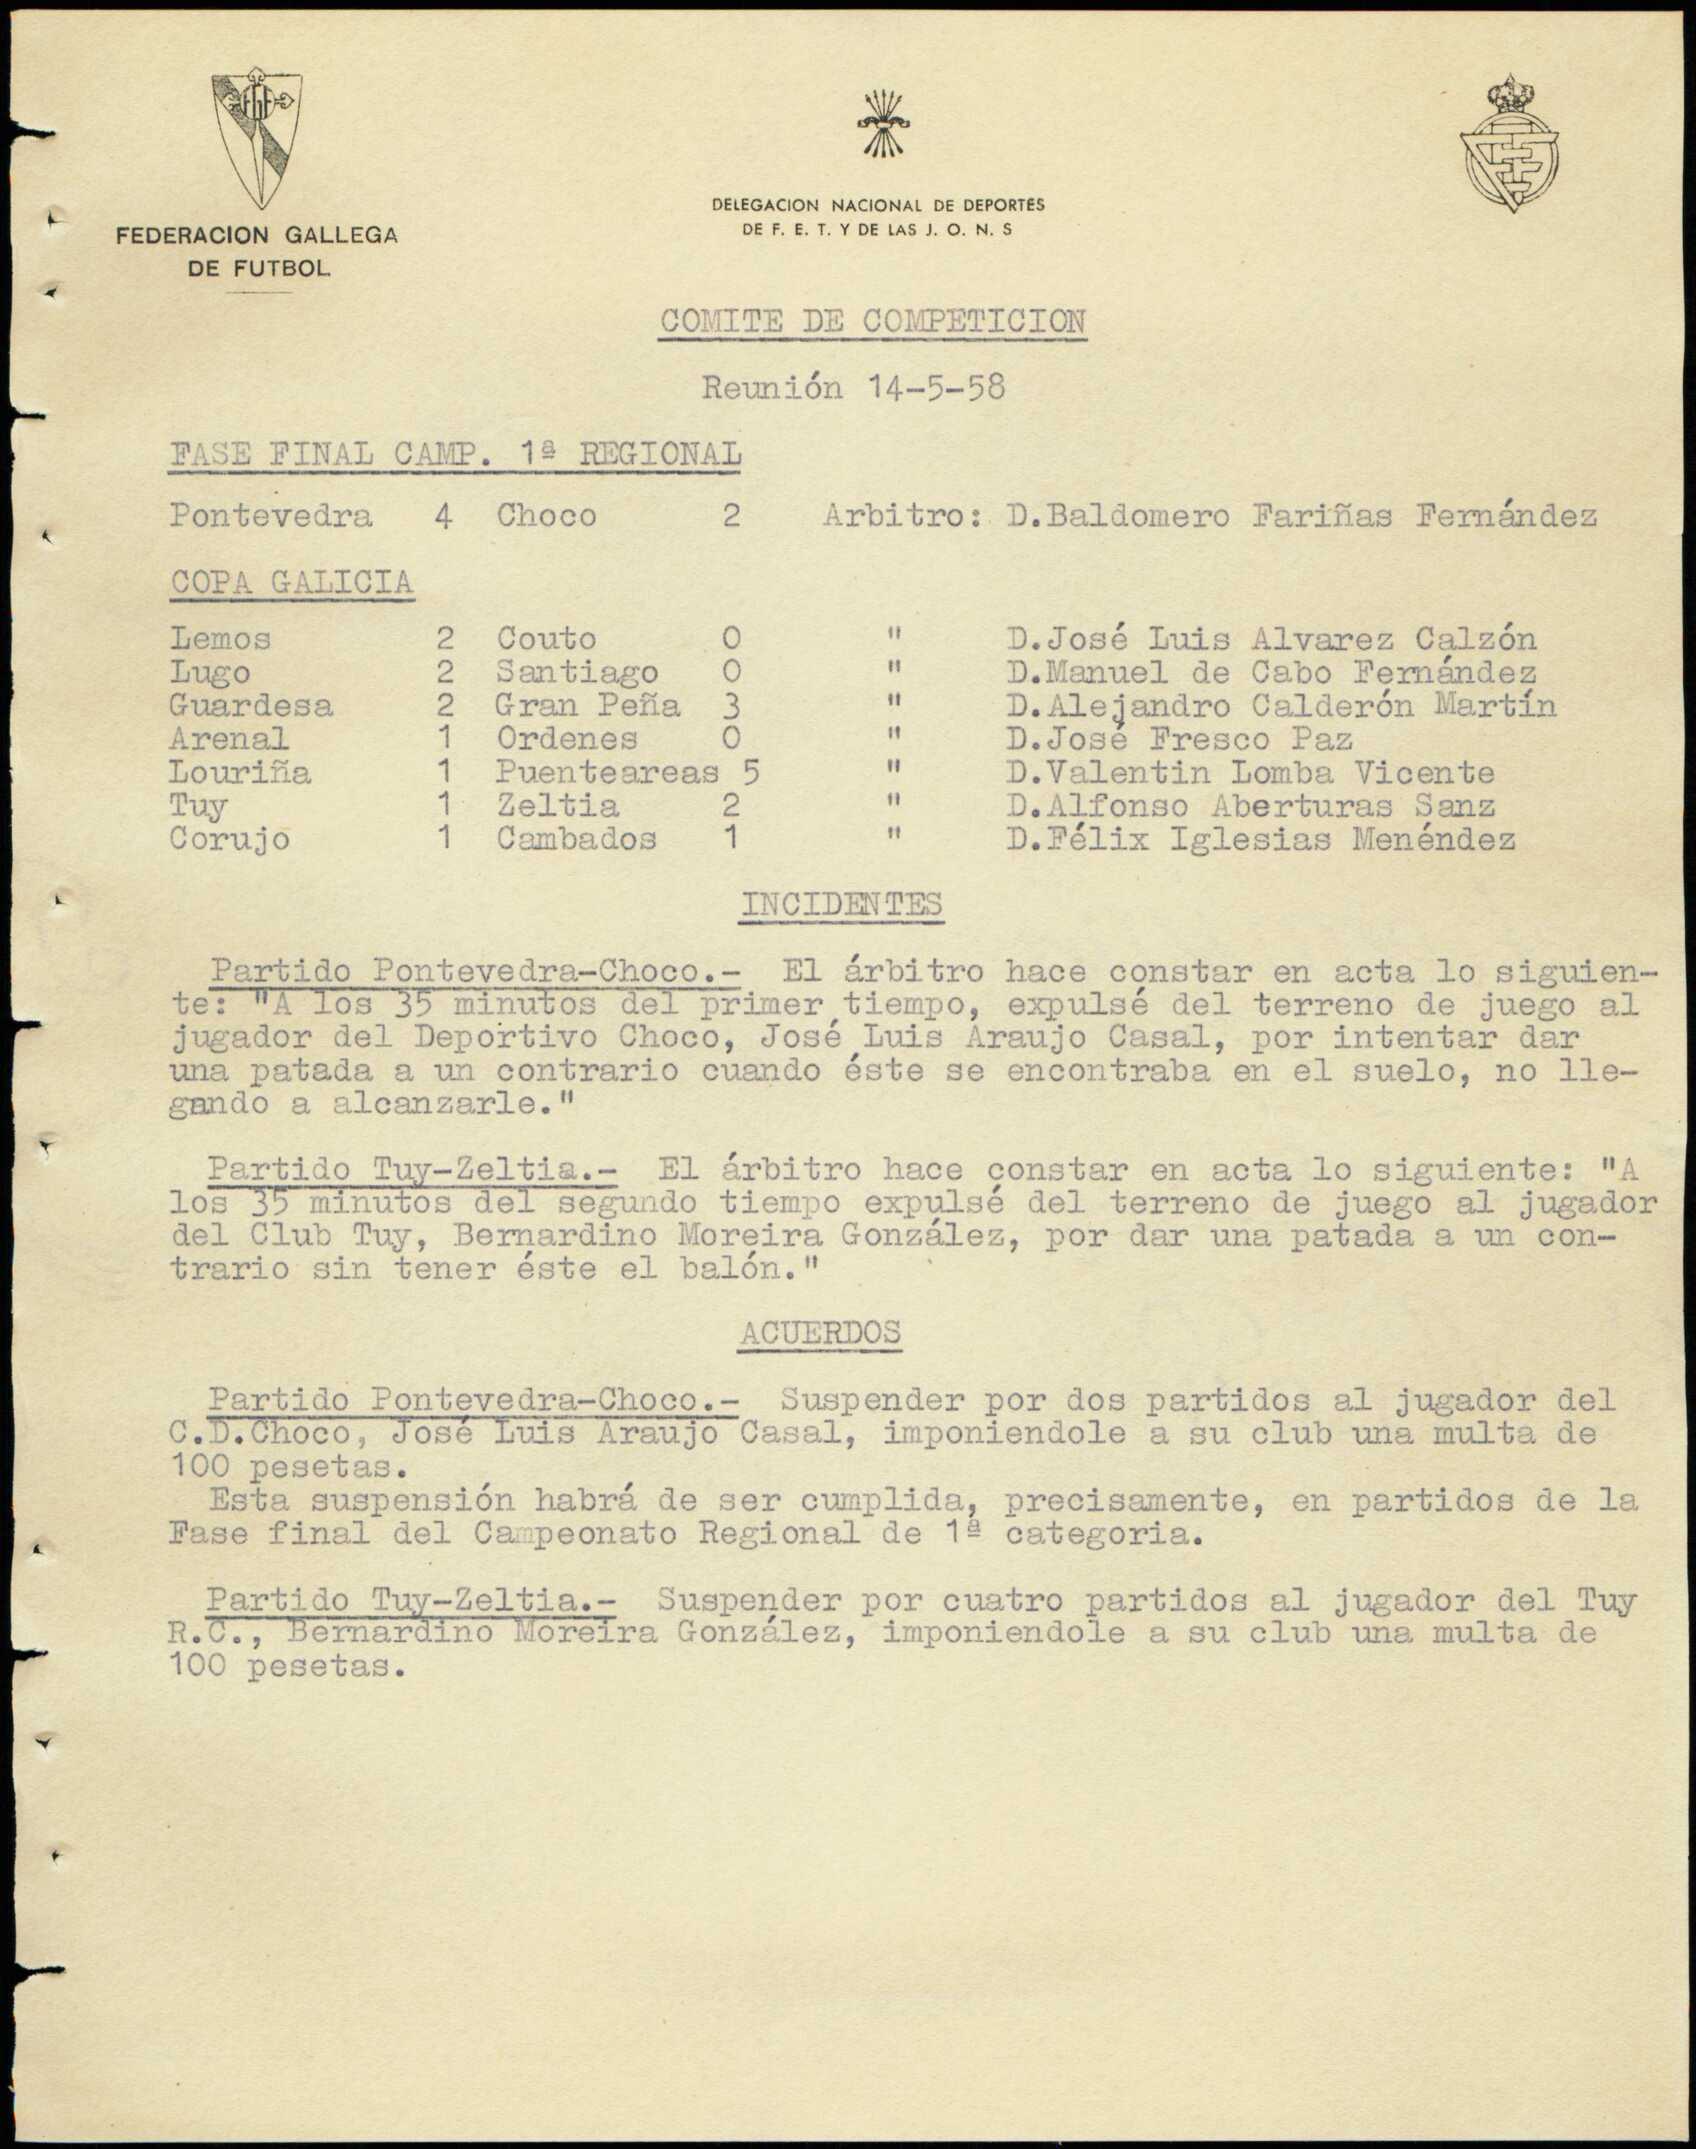 FEDERACION GALLEGA
DE FUTBOL
DELEGACION NACIONAL DE DEPORTES
DE F. E. T. Y DE LAS J. O. N. S
COMITE DE COMPETICION
Reunión 14-5-58
FASE FINAL CAMP. 1ª REGIONAL
Pontevedra 4 Choco 2 Arbitro: D.Baldomero Fariñas Fernández
COPA GALICIA
Lemos 2 Couto 0 " D.José Luis Alvarez Calzón
Lugo 2 Santiago 0 " D.Manuel de Cabo Fernández
Guardesa 2 Gran Peña 3 " D.Alejandro Calderón Martín
Arenal 1 Ordenes 0 " D.José Fresco Paz
Louriña 1 Puenteareas 5 " D.Valentin Lomba Vicente
Tuy 1 Zeltia 2 " D.Alfonso Aberturas Sanz
Corujo 1 Cambados 1 " D.Félix Iglesias Menéndez
INCIDENTES
Partido Pontevedra-Choco.- El árbitro hace constar en acta lo siguien-
te: "A los 35 minutos del primer tiempo, expulsé del terreno de juego al
jugador del Deportivo Choco, José Luis Araujo Casal, por intentar dar
una patada a un contrario cuando éste se encontraba en el suelo, no lle-
gando a alcanzarle."
Partido Tuy-Zeltia.- El árbitro hace constar en acta lo siguiente: "A
los 35 minutos del segundo tiempo expulsé del terreno de juego al jugador
del Club Tuy, Bernardino Moreira González, por dar una patada a un con-
trario sin tener éste el balón."
ACUERDOS
Partido Pontevedra-Choco.- Suspender por dos partidos al jugador del
C.D.Choco, José Luis Araujo Casal, imponiendole a su club una multa de
100 pesetas.
Esta suspensión habrá de ser cumplida, precisamente, en partidos de la
Fase final del Campeonato Regional de 1ª categoria.
Partido Tuy-Zeltia.- Suspender por cuatro partidos al jugador del Tuy
R.C., Bernardino Moreira González, imponiendole a su club una multa de
100 pesetas.